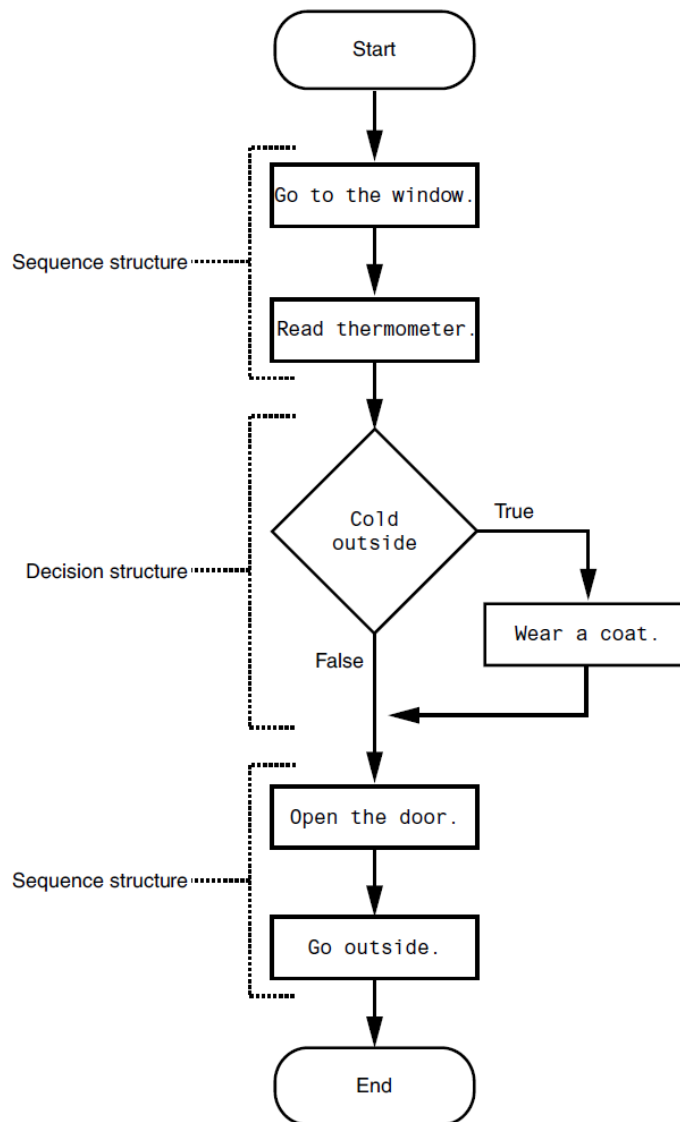 Start
Go to the window.
Sequence structure
Read thermometer.
Cold
outside
True
Decision structure
Wear a coat.
False
Open the door.
Sequence structure
Go outside.
End